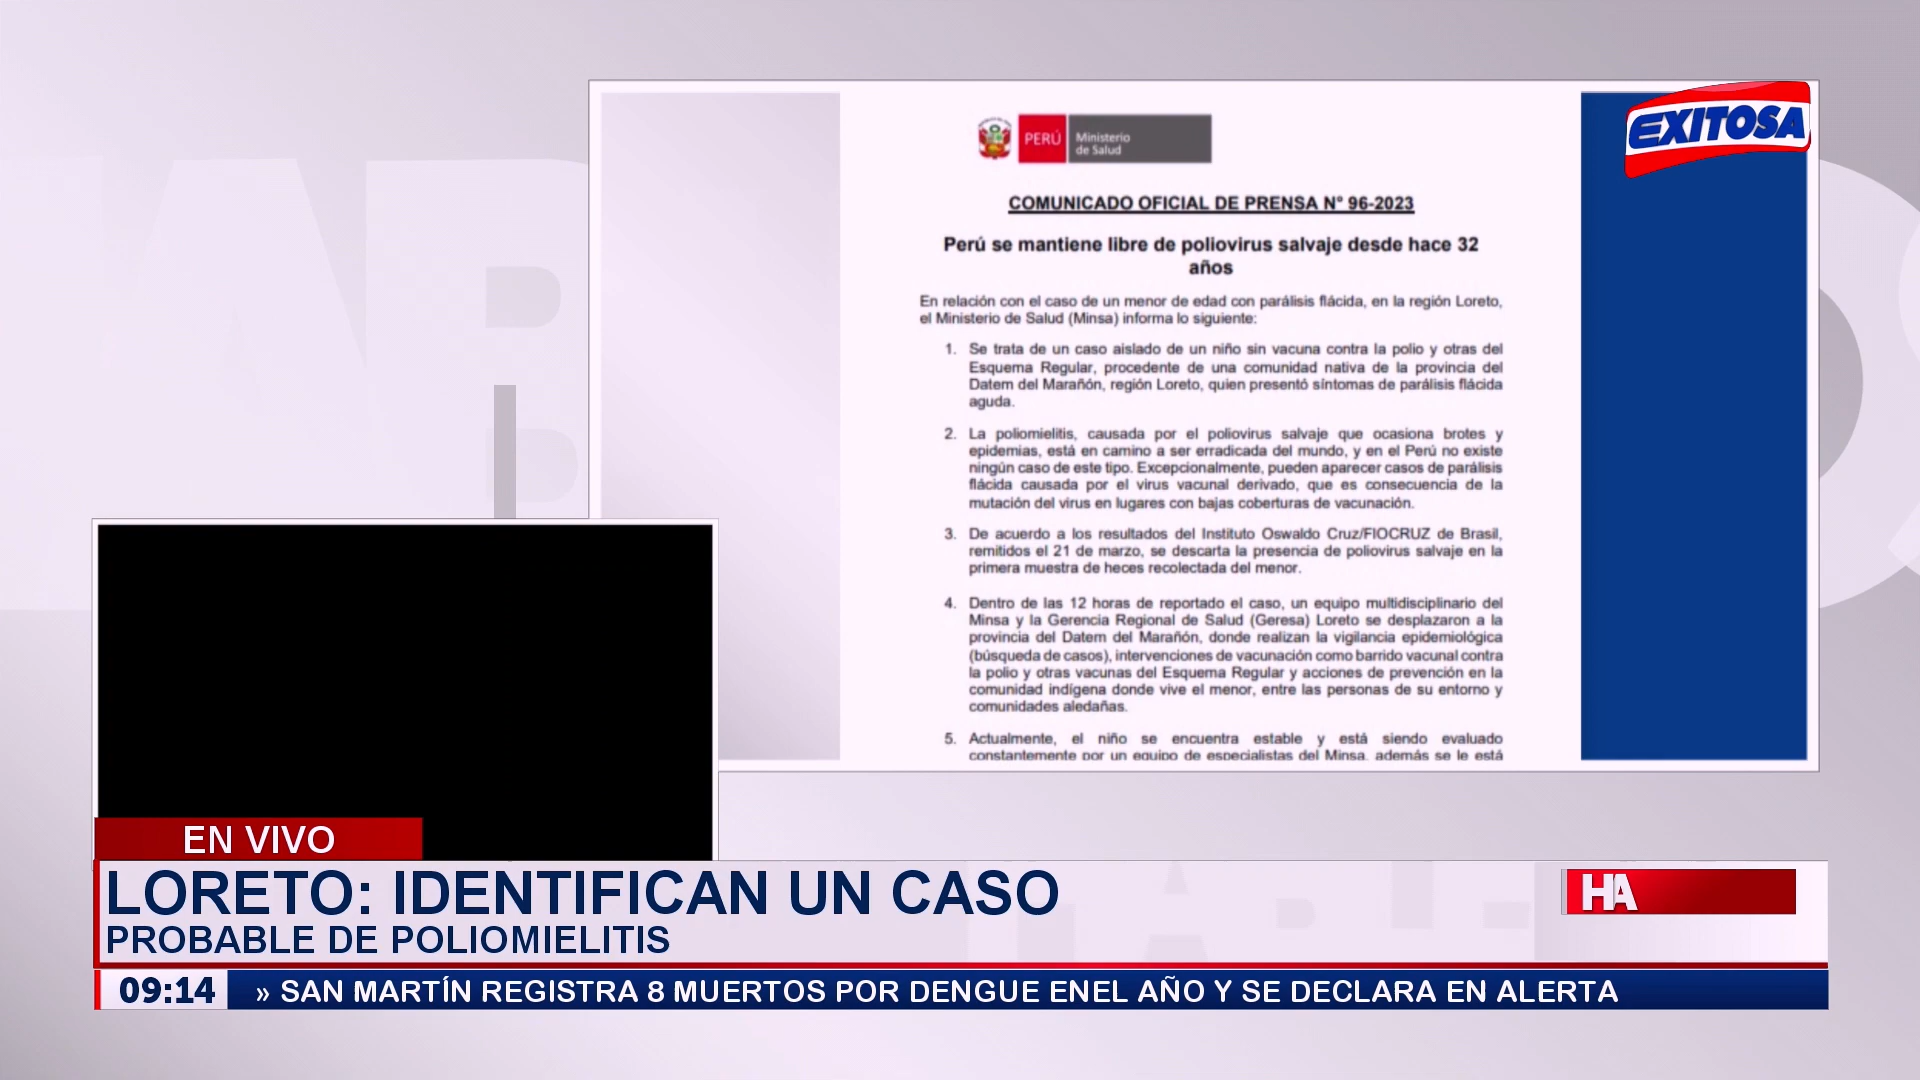 EXITOSA
PERÚ
Ministerio
de Salud
COMUNICADO OFICIAL DE PRENSA N° 96-2023
Perú se mantiene libre de poliovirus salvaje desde hace 32
años
En relación con el caso de un menor de edad con parálisis flácida, en la región Loreto,
el Ministerio de Salud (Minsa) informa lo siguiente:
1. Se trata de un caso aislado de un niño sin vacuna contra la polio y otras del
Esquema Regular, procedente de una comunidad nativa de la provincia del
Datem del Marañón, región Loreto, quien presentó síntomas de parálisis flácida
aguda.
2. La poliomielitis, causada por el poliovirus salvaje que ocasiona brotes y
epidemias, está en camino a ser erradicada del mundo, y en el Perú no existe
ningún caso de este tipo. Excepcionalmente, pueden aparecer casos de parálisis
flácida causada por el virus vacunal derivado, que es consecuencia de la
mutación del virus en lugares con bajas coberturas de vacunación.
3. De acuerdo a los resultados del Instituto Oswaldo Cruz/FIOCRUZ de Brasil,
remitidos el 21 de marzo, se descarta la presencia de poliovirus salvaje en la
primera muestra de heces recolectada del menor.
4. Dentro de las 12 horas de reportado el caso, un equipo multidisciplinario del
Minsa y la Gerencia Regional de Salud (Geresa) Loreto se desplazaron a la
provincia del Datem del Marañón, donde realizan la vigilancia epidemiológica
(búsqueda de casos), intervenciones de vacunación como barrido vacunal contra
la polio y otras vacunas del Esquema Regular y acciones de prevención en la
comunidad indígena donde vive el menor, entre las personas de su entorno y
comunidades aledañas.
5. Actualmente, el niño se encuentra estable y está siendo evaluado
constantemente por un equipo de especialistas del Minsa, además se le está
EN VIVO
LORETO: IDENTIFICAN UN CASO
PROBABLE DE POLIOMIELITIS
HA
09:14 » SAN MARTÍN REGISTRA 8 MUERTOS POR DENGUE ENEL AÑO Y SE DECLARA EN ALERTA